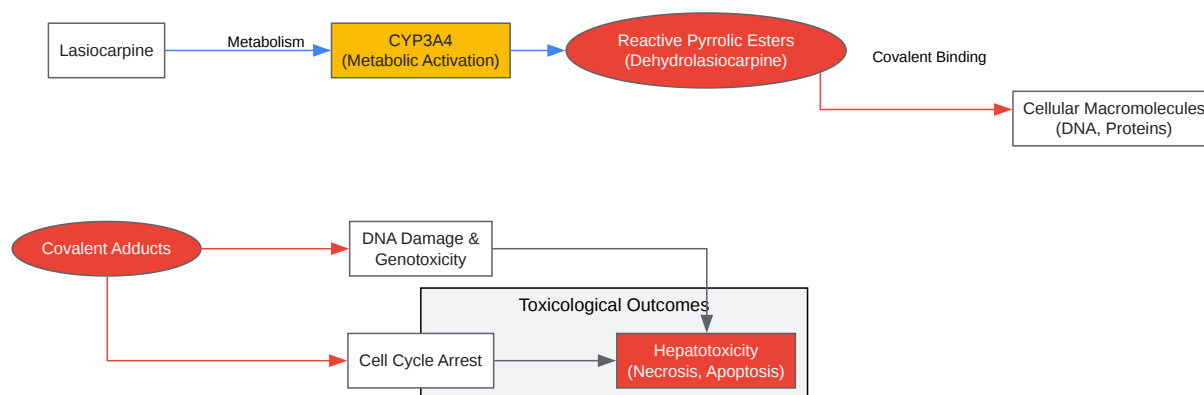 Lasiocarpine
Metabolism
CYP3A4
(Metabolic Activation)
Reactive Pyrrolic Esters
(Dehydrolasiocarpine)
Covalent Binding
Cellular Macromolecules
(DNA, Proteins)
Covalent Adducts
DNA Damage &
Genotoxicity
Toxicological Outcomes
Cell Cycle Arrest
Hepatotoxicity
(Necrosis, Apoptosis)